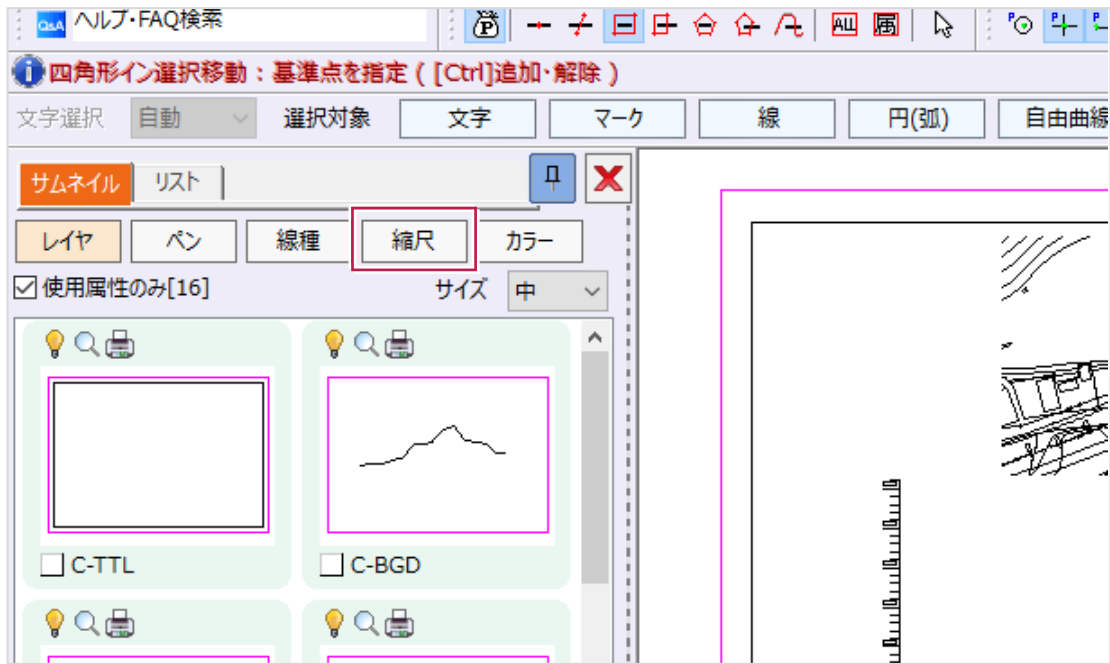 Q&A ヘルプ・FAQ検索 P ALL 属 P P
四角形イン選択移動：基準点を指定 ( [Ctrl]追加･解除 )
文字選択 自動 選択対象 文字 マーク 線 円(弧) 自由曲線
サムネイル リスト
レイヤ ペン 線種 縮尺 カラー
使用属性のみ[16] サイズ 中
C-TTL C-BGD